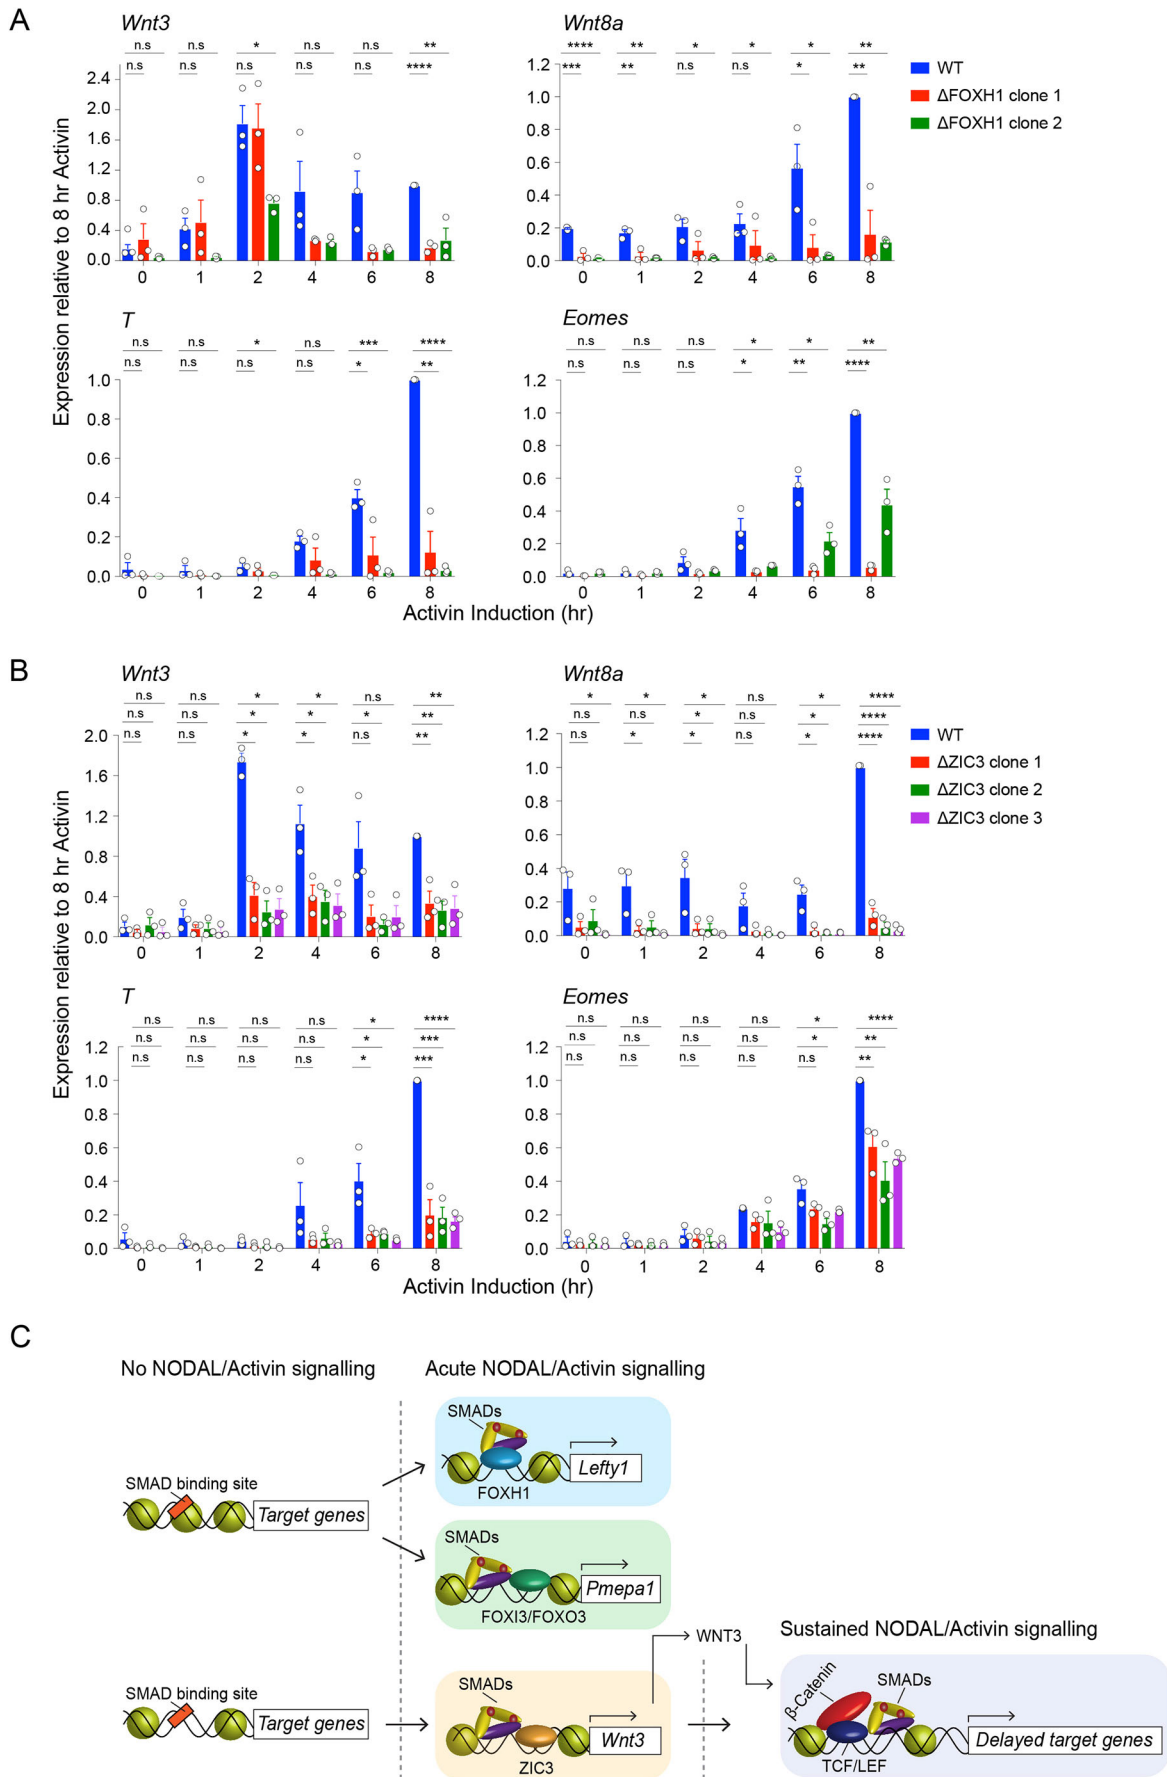 A
Wnt3
n.s n.s * n.s n.s **
n.s n.s n.s n.s n.s ****
2.4
2.0
1.6
1.2
0.8
0.4
0.0
0 1 2 4 6 8
Wnt8a
**** ** * * * **
*** ** n.s n.s * **
1.2
1.0
0.8
0.6
0.4
0.2
0.0
0 1 2 4 6 8
WT
ΔFOXH1 clone 1
ΔFOXH1 clone 2
Expression relative to 8 hr Activin
T
n.s n.s * n.s *** ****
n.s n.s n.s n.s * **
1.0
0.8
0.6
0.4
0.2
0.0
0 1 2 4 6 8
Eomes
n.s n.s n.s * * **
n.s n.s n.s * ** ****
1.2
1.0
0.8
0.6
0.4
0.2
0.0
0 1 2 4 6 8
Activin Induction (hr)
B
Wnt3
n.s n.s * * n.s **
n.s n.s * * * **
n.s n.s * * n.s **
2.0
1.6
1.2
0.8
0.4
0.0
0 1 2 4 6 8
Wnt8a
* * * n.s * ****
n.s n.s * n.s * ****
n.s * * n.s * ****
1.2
1.0
0.8
0.6
0.4
0.2
0.0
0 1 2 4 6 8
WT
ΔZIC3 clone 1
ΔZIC3 clone 2
ΔZIC3 clone 3
Expression relative to 8 hr Activin
T
n.s n.s n.s n.s * ****
n.s n.s n.s n.s * ***
n.s n.s n.s n.s * ***
1.2
1.0
0.8
0.6
0.4
0.2
0.0
0 1 2 4 6 8
Eomes
n.s n.s n.s n.s * ****
n.s n.s n.s n.s * **
n.s n.s n.s n.s n.s **
1.2
1.0
0.8
0.6
0.4
0.2
0.0
0 1 2 4 6 8
Activin Induction (hr)
C
No NODAL/Activin signalling
Acute NODAL/Activin signalling
SMADs
Lefty1
FOXH1
SMAD binding site
Target genes
SMADs
Pmepa1
FOXI3/FOXO3
WNT3
Sustained NODAL/Activin signalling
SMAD binding site
Target genes
SMADs
Wnt3
ZIC3
β-Catenin
SMADs
TCF/LEF
Delayed target genes